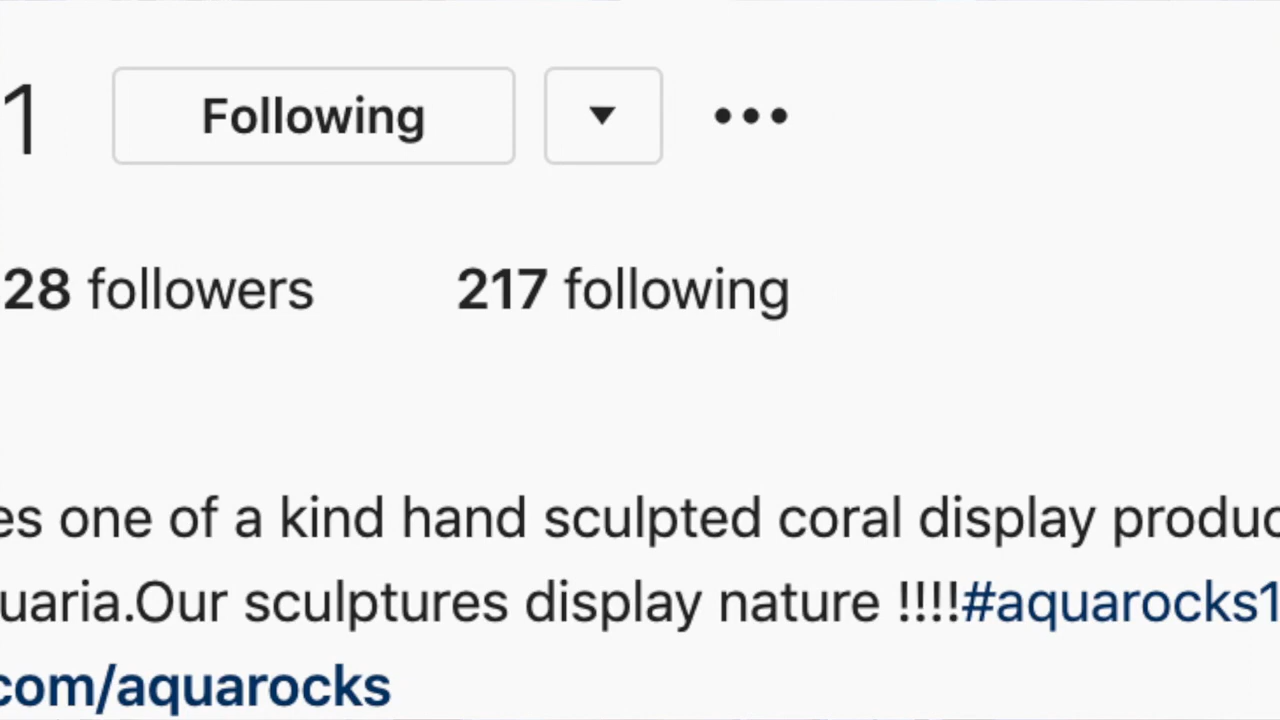 1 Following
28 followers 217 following
es one of a kind hand sculpted coral display produc
uaria.Our sculptures display nature !!!!#aquarocks1
com/aquarocks